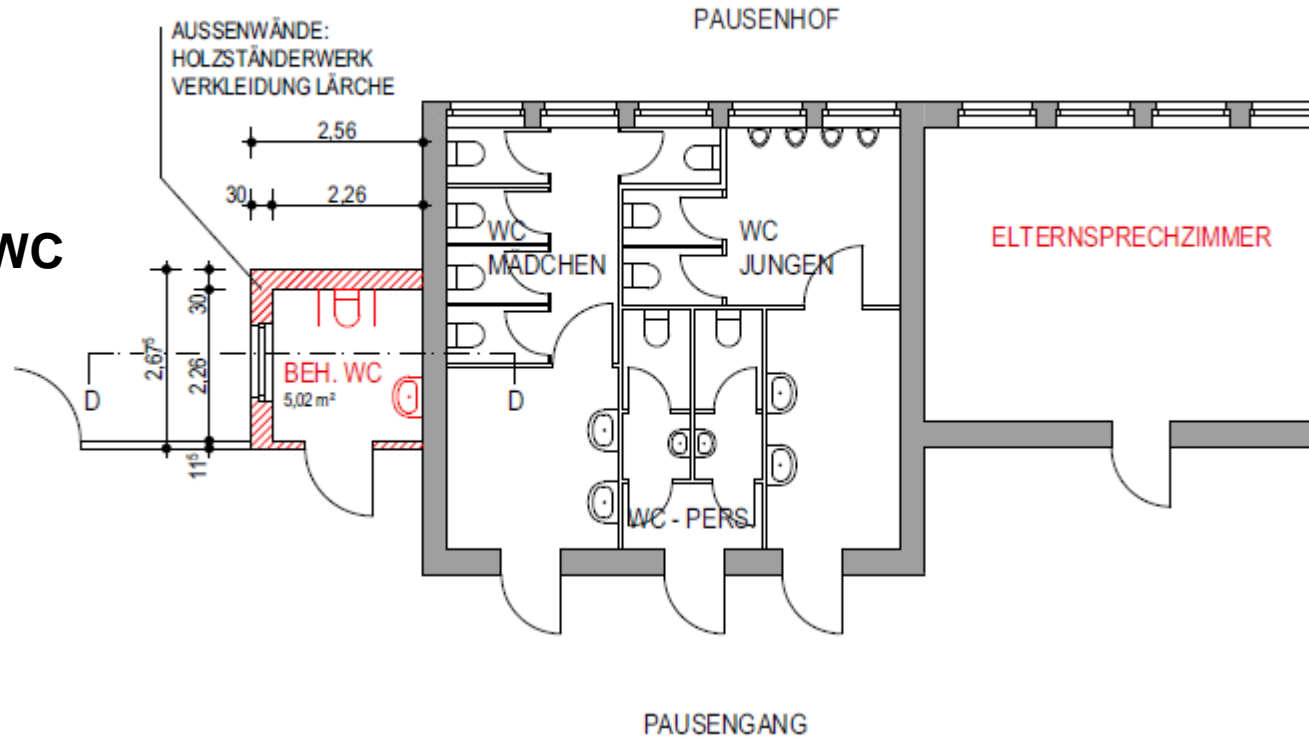 PAUSENHOF
AUSSENWÄNDE:
HOLZSTÄNDERWERK
VERKLEIDUNG LÄRCHE
2,56
30
2,26
WC
WC
MÄDCHEN
WC
JUNGEN
ELTERNSPRECHZIMMER
2,67⁵
30
2,26
11⁵
BEH. WC
5,02 m²
D
D
WC - PERS.
PAUSENGANG